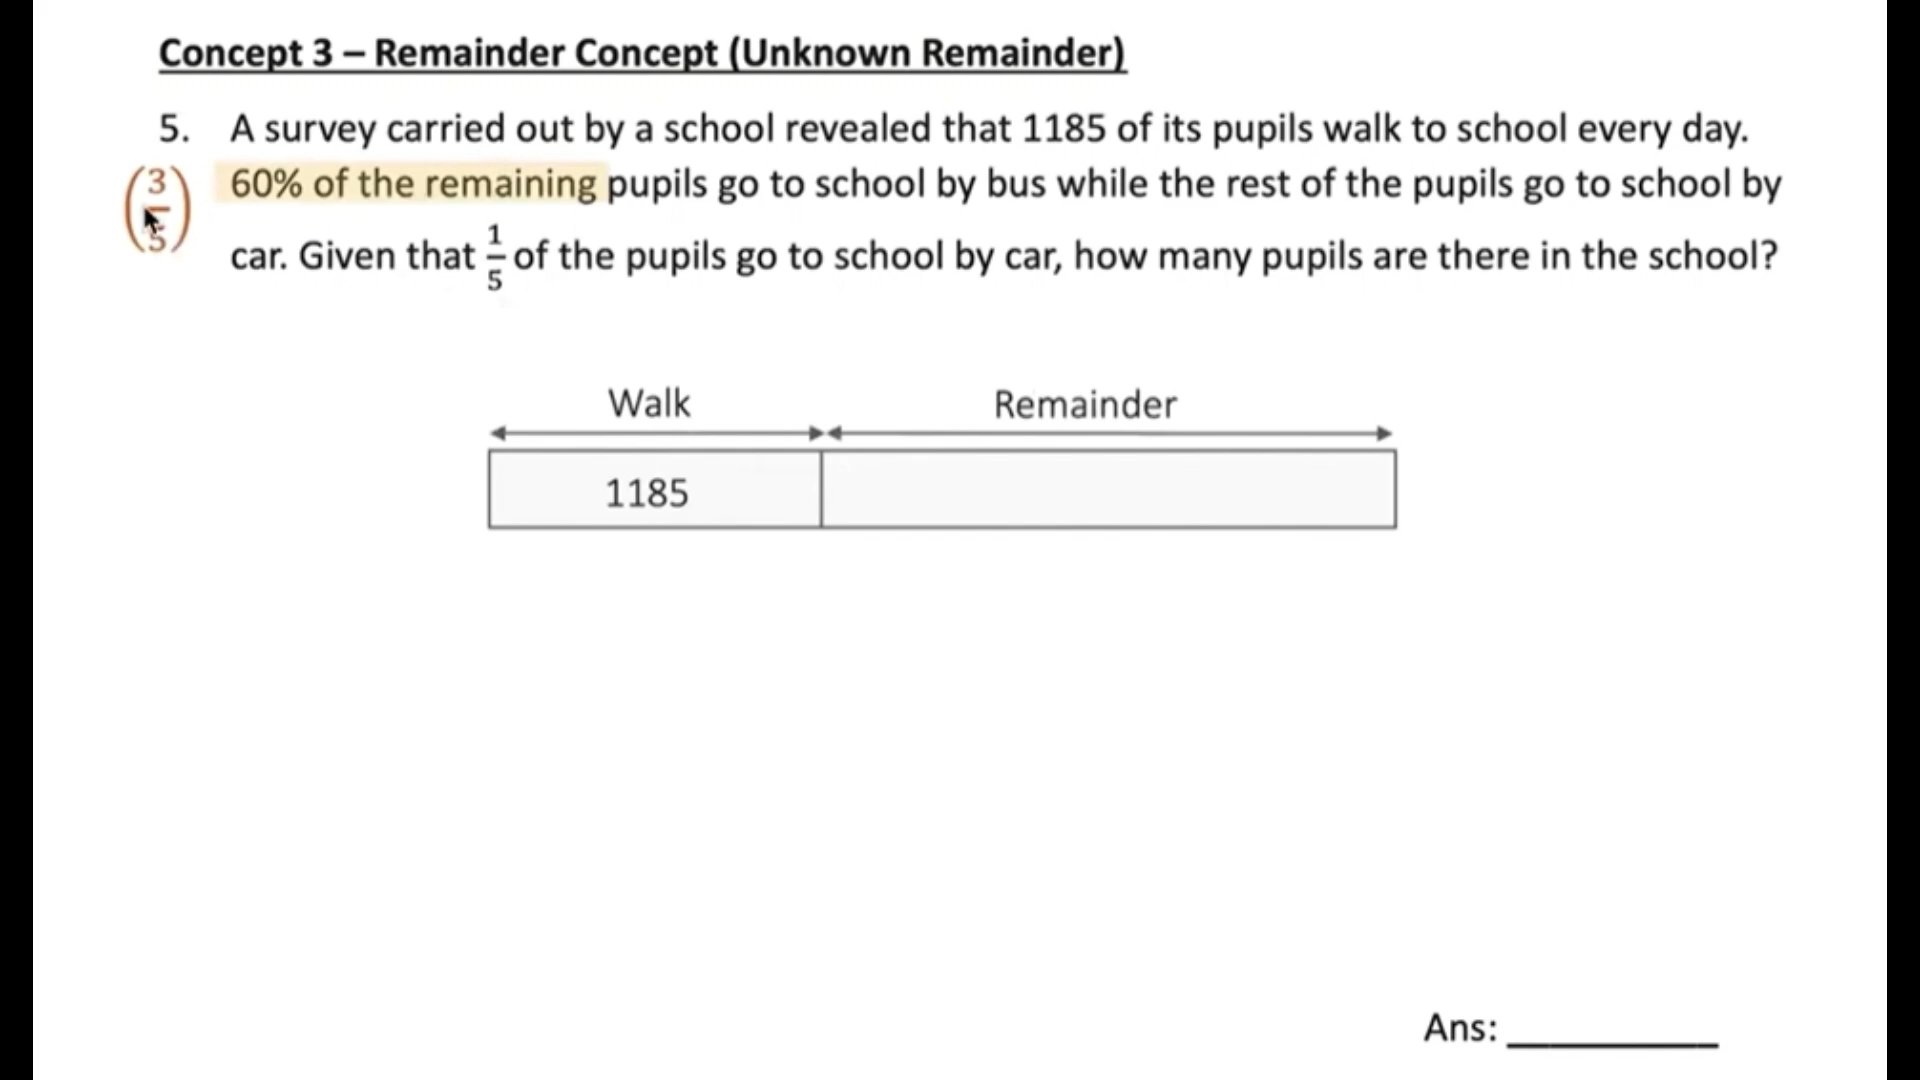 Concept 3 – Remainder Concept (Unknown Remainder)
5. A survey carried out by a school revealed that 1185 of its pupils walk to school every day.
(3/5) 60% of the remaining pupils go to school by bus while the rest of the pupils go to school by
car. Given that 1/5 of the pupils go to school by car, how many pupils are there in the school?
Walk Remainder
1185
Ans: __________